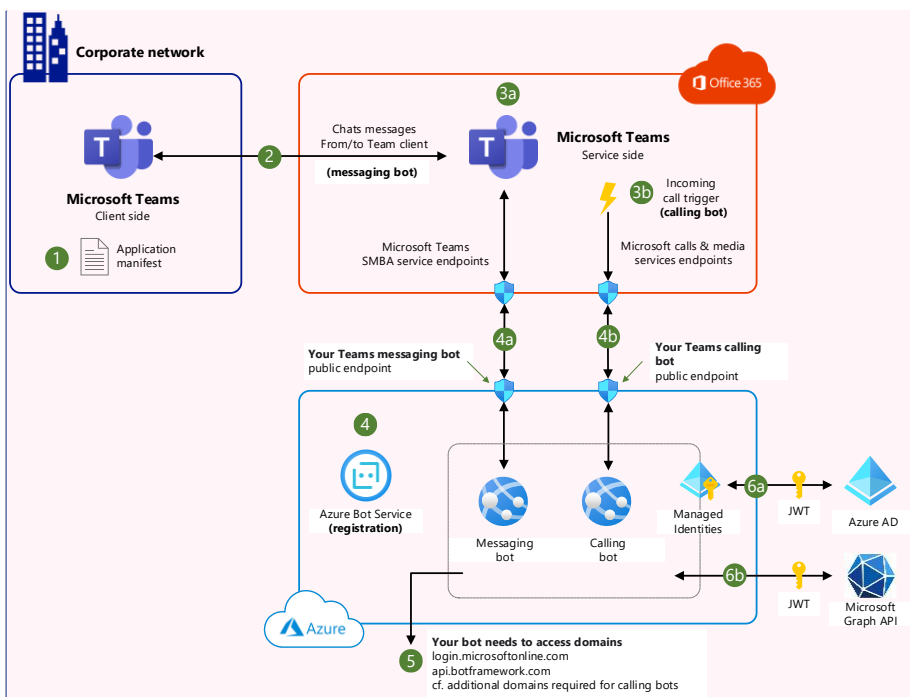 Corporate network
Office 365
3a
Chats messages
From/to Team client
Microsoft Teams
Service side
T
T
2
(messaging bot)
3b
Incoming
call trigger
(calling bot)
Microsoft Teams
Client side
1
Application
manifest
Microsoft Teams
SMBA service endpoints
Microsoft calls & media
services endpoints
4a
4b
Your Teams messaging bot
public endpoint
Your Teams calling
bot
public endpoint
4
Azure Bot Service
(registration)
Messaging
bot
Calling
bot
Managed
Identities
6a
JWT
Azure AD
6b
JWT
Microsoft
Graph API
Azure
5
Your bot needs to access domains
login.microsoftonline.com
api.botframework.com
cf. additional domains required for calling bots